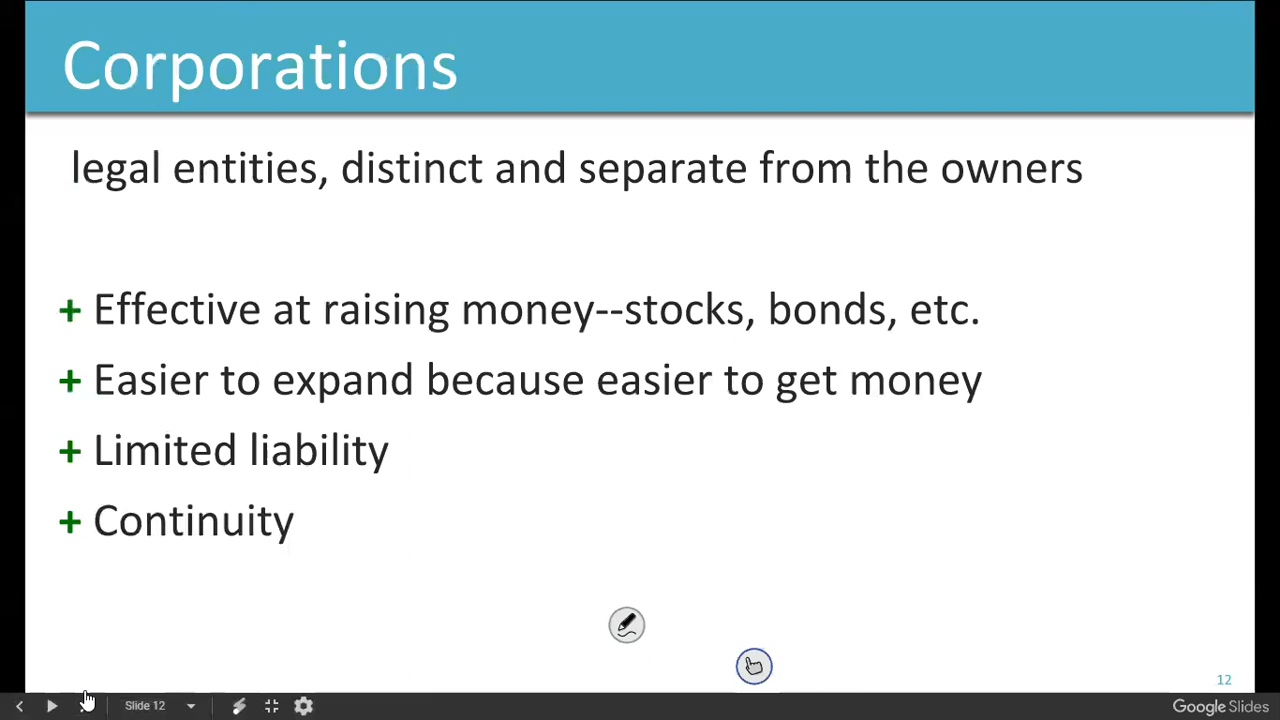 Corporations
legal entities, distinct and separate from the owners
+ Effective at raising money--stocks, bonds, etc.
+ Easier to expand because easier to get money
+ Limited liability
+ Continuity
12
Slide 12
Google Slides